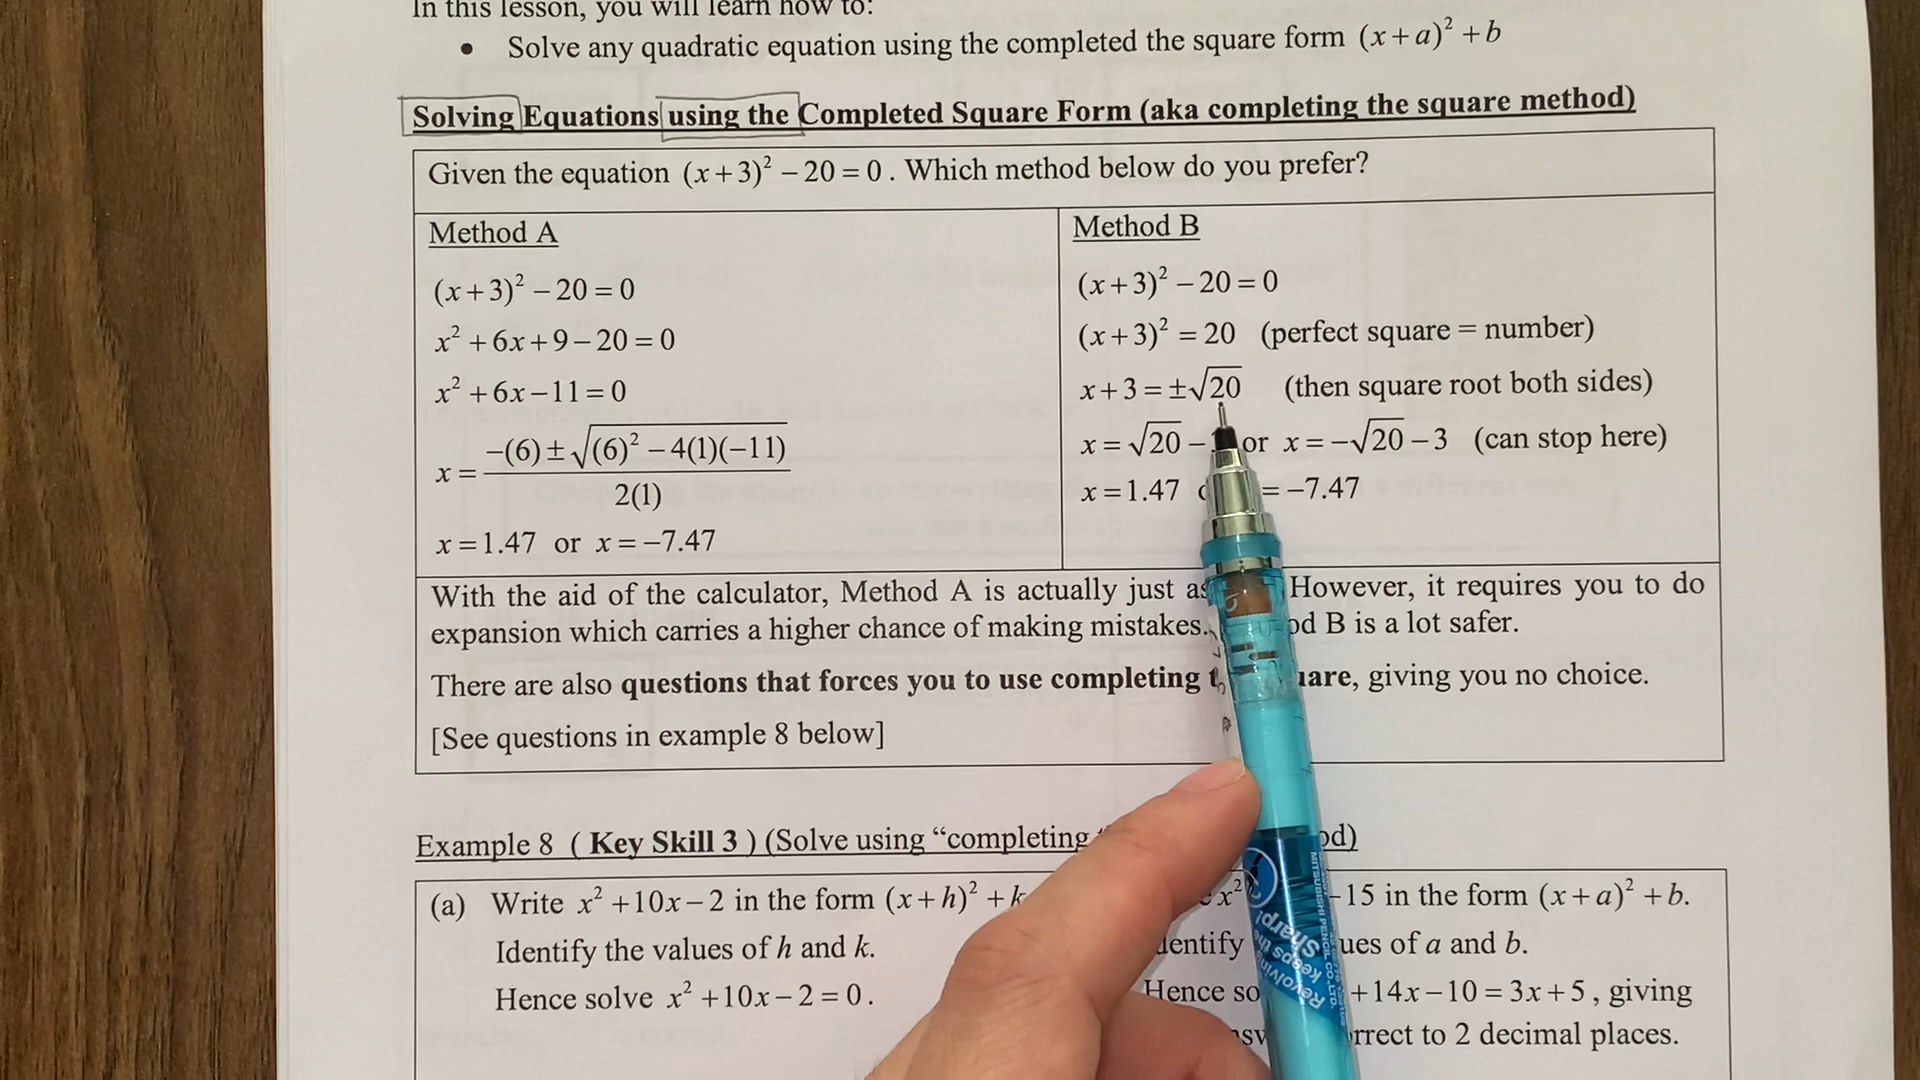 In this lesson, you will learn how to:
• Solve any quadratic equation using the completed the square form (x+a)² +b
Solving Equations using the Completed Square Form (aka completing the square method)
Given the equation (x+3)² – 20 = 0 . Which method below do you prefer?
Method A
(x+3)² – 20 = 0
x² + 6x + 9 – 20 = 0
x² + 6x – 11 = 0
x = (–(6) ± √((6)² – 4(1)(–11))) / 2(1)
x = 1.47 or x = –7.47
Method B
(x+3)² – 20 = 0
(x+3)² = 20 (perfect square = number)
x + 3 = ±√20 (then square root both sides)
x = √20 – or x = –√20 – 3 (can stop here)
x = 1.47 = –7.47
With the aid of the calculator, Method A is actually just However, it requires you to do
expansion which carries a higher chance of making mistakes. B is a lot safer.
There are also questions that forces you to use completing , giving you no choice.
[See questions in example 8 below]
Example 8 ( Key Skill 3 ) (Solve using “completing
(a) Write x² +10x – 2 in the form (x+h)² + k
Identify the values of h and k.
Hence solve x² +10x – 2 = 0 .
x² –15 in the form (x+a)² + b.
of a and b.
Hence +14x – 10 = 3x + 5 , giving
to 2 decimal places.
Revolving
keeps the
Sharp!
MITSUBISHI PENCIL CO.,LTD.